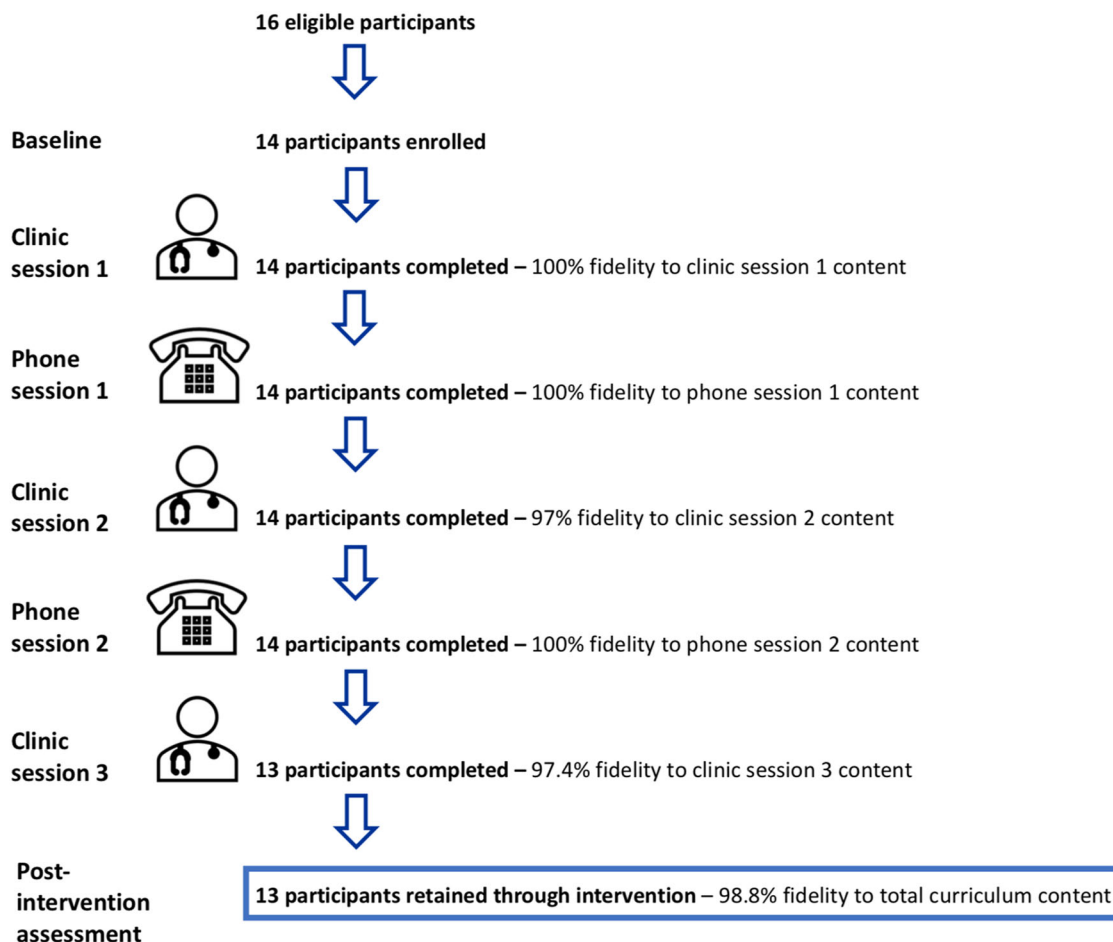 16 eligible participants
Baseline
14 participants enrolled
Clinic
session 1
14 participants completed – 100% fidelity to clinic session 1 content
Phone
session 1
14 participants completed – 100% fidelity to phone session 1 content
Clinic
session 2
14 participants completed – 97% fidelity to clinic session 2 content
Phone
session 2
14 participants completed – 100% fidelity to phone session 2 content
Clinic
session 3
13 participants completed – 97.4% fidelity to clinic session 3 content
Post-
intervention
assessment
13 participants retained through intervention – 98.8% fidelity to total curriculum content